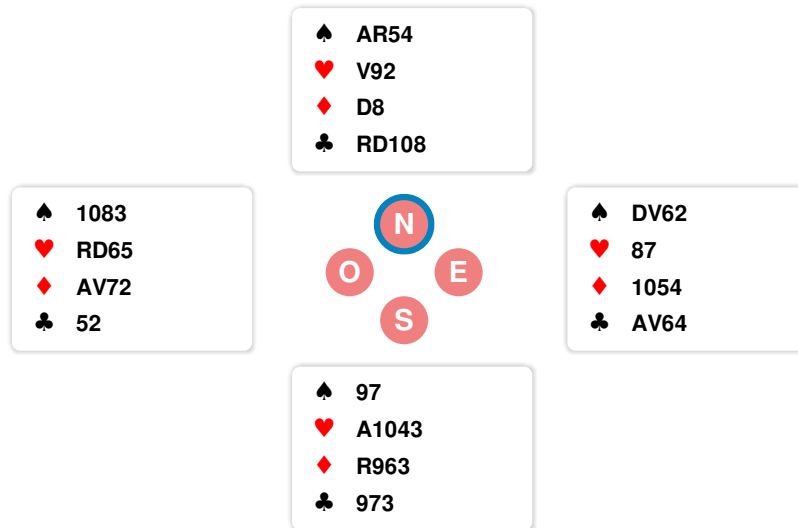 ♠ AR54
♥ V92
♦ D8
♣ RD108
♠ 1083
♥ RD65
♦ AV72
♣ 52
N
O E
S
♠ DV62
♥ 87
♦ 1054
♣ AV64
♠ 97
♥ A1043
♦ R963
♣ 973